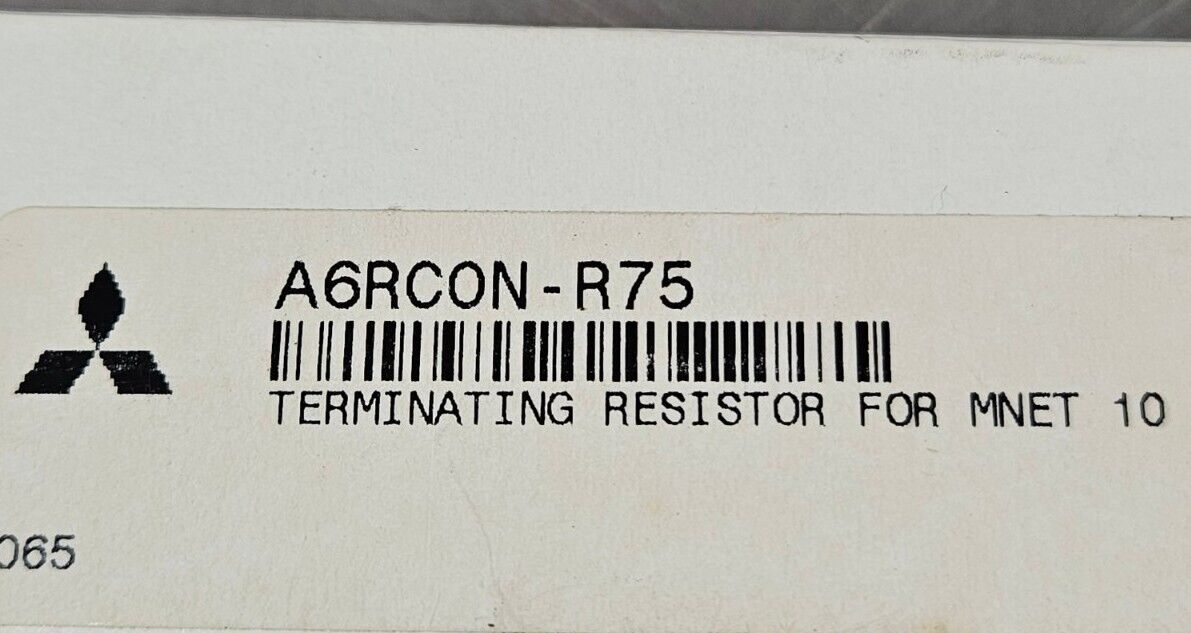 A6RCON-R75
TERMINATING RESISTOR FOR MNET 10
065